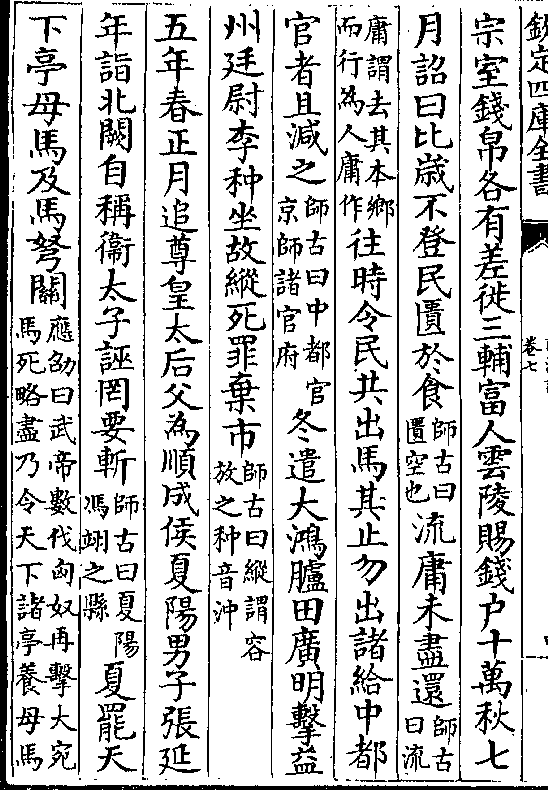 欽定四庫全書
卷七
宗室錢帛各有差徙三輔富人雲陵賜錢户十萬秋七
月詔曰比歳不登民匱於食師古曰匱空也流庸未盡還師古曰流
庸謂去其本鄉而行為人庸作往時令民共出馬其止勿出諸給中都
官者且減之師古曰中都官京師諸官府冬遣大鴻臚田廣明擊益
州廷尉李种坐故縱死罪棄市師古曰縱謂容放之种音沖
五年春正月追尊皇太后父為順成侯夏陽男子張延
年詣北闕自稱衞太子誣罔要斬師古曰夏陽馮翊之縣夏罷天
下亭母馬及馬弩關應劭曰武帝數伐匈奴再擊大宛馬死略盡乃令天下諸亭養母馬